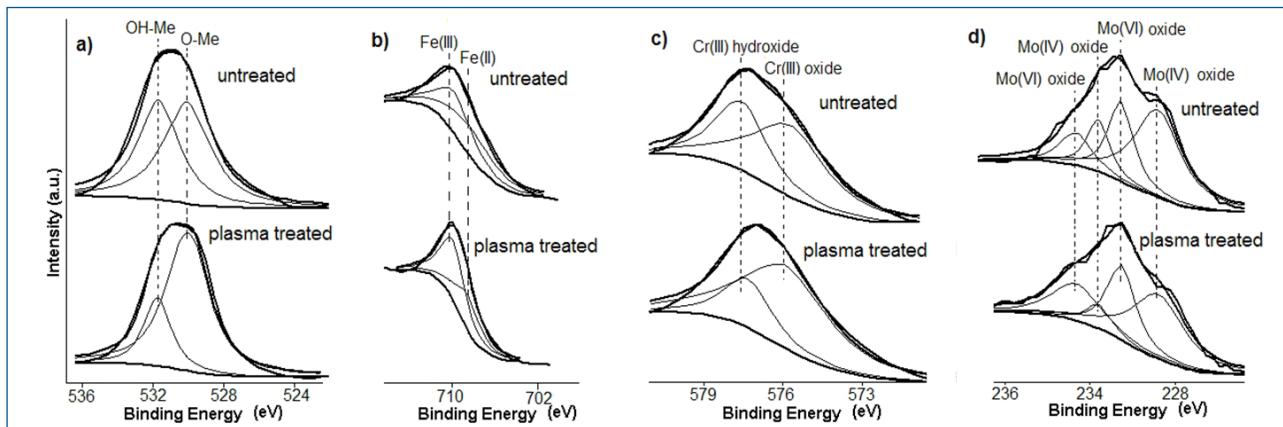 a)
OH-Me
O-Me
untreated
plasma treated
Intensity (a.u.)
536 532 528 524
Binding Energy (eV)
b)
Fe(III)
Fe(II)
untreated
plasma treated
710 702
Binding Energy (eV)
c)
Cr(III) hydroxide
Cr(III) oxide
untreated
plasma treated
579 576 573
Binding Energy (eV)
d)
Mo(VI) oxide
Mo(IV) oxide
Mo(VI) oxide
Mo(IV) oxide
untreated
plasma treated
236 234 228
Binding Energy (eV)